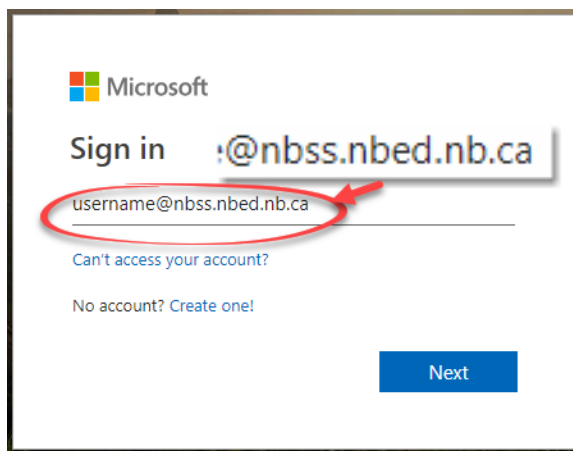 Microsoft
Sign in
:@nbss.nbed.nb.ca
username@nbss.nbed.nb.ca
Can't access your account?
No account? Create one!
Next